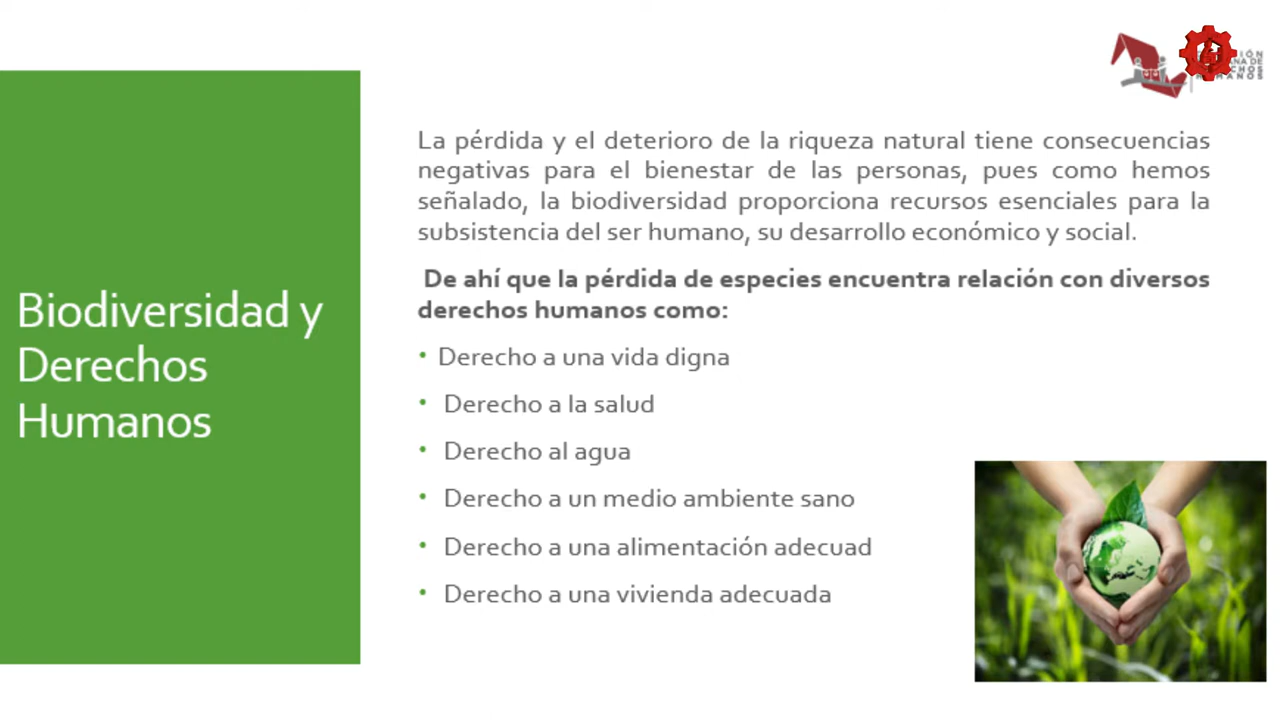 Biodiversidad y
Derechos
Humanos
La pérdida y el deterioro de la riqueza natural tiene consecuencias
negativas para el bienestar de las personas, pues como hemos
señalado, la biodiversidad proporciona recursos esenciales para la
subsistencia del ser humano, su desarrollo económico y social.
De ahí que la pérdida de especies encuentra relación con diversos
derechos humanos como:
• Derecho a una vida digna
• Derecho a la salud
• Derecho al agua
• Derecho a un medio ambiente sano
• Derecho a una alimentación adecuad
• Derecho a una vivienda adecuada